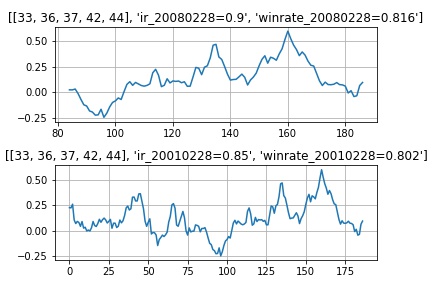 [[33, 36, 37, 42, 44], 'ir_20080228=0.9', 'winrate_20080228=0.816']
0.50
0.25
0.00
−0.25
80 100 120 140 160 180
[[33, 36, 37, 42, 44], 'ir_20010228=0.85', 'winrate_20010228=0.802']
0.50
0.25
0.00
−0.25
0 25 50 75 100 125 150 175